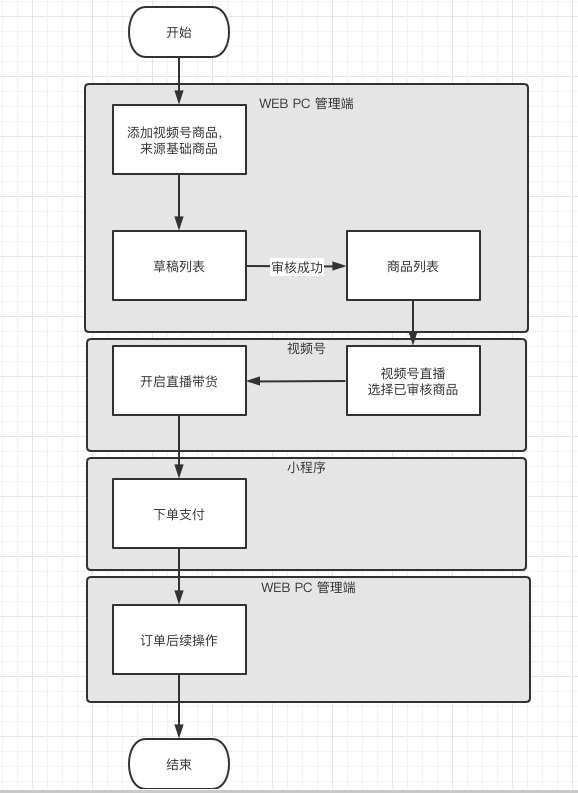 开始
WEB PC 管理端
添加视频号商品，
来源基础商品
草稿列表
审核成功
商品列表
视频号
开启直播带货
视频号直播
选择已审核商品
小程序
下单支付
WEB PC 管理端
订单后续操作
结束